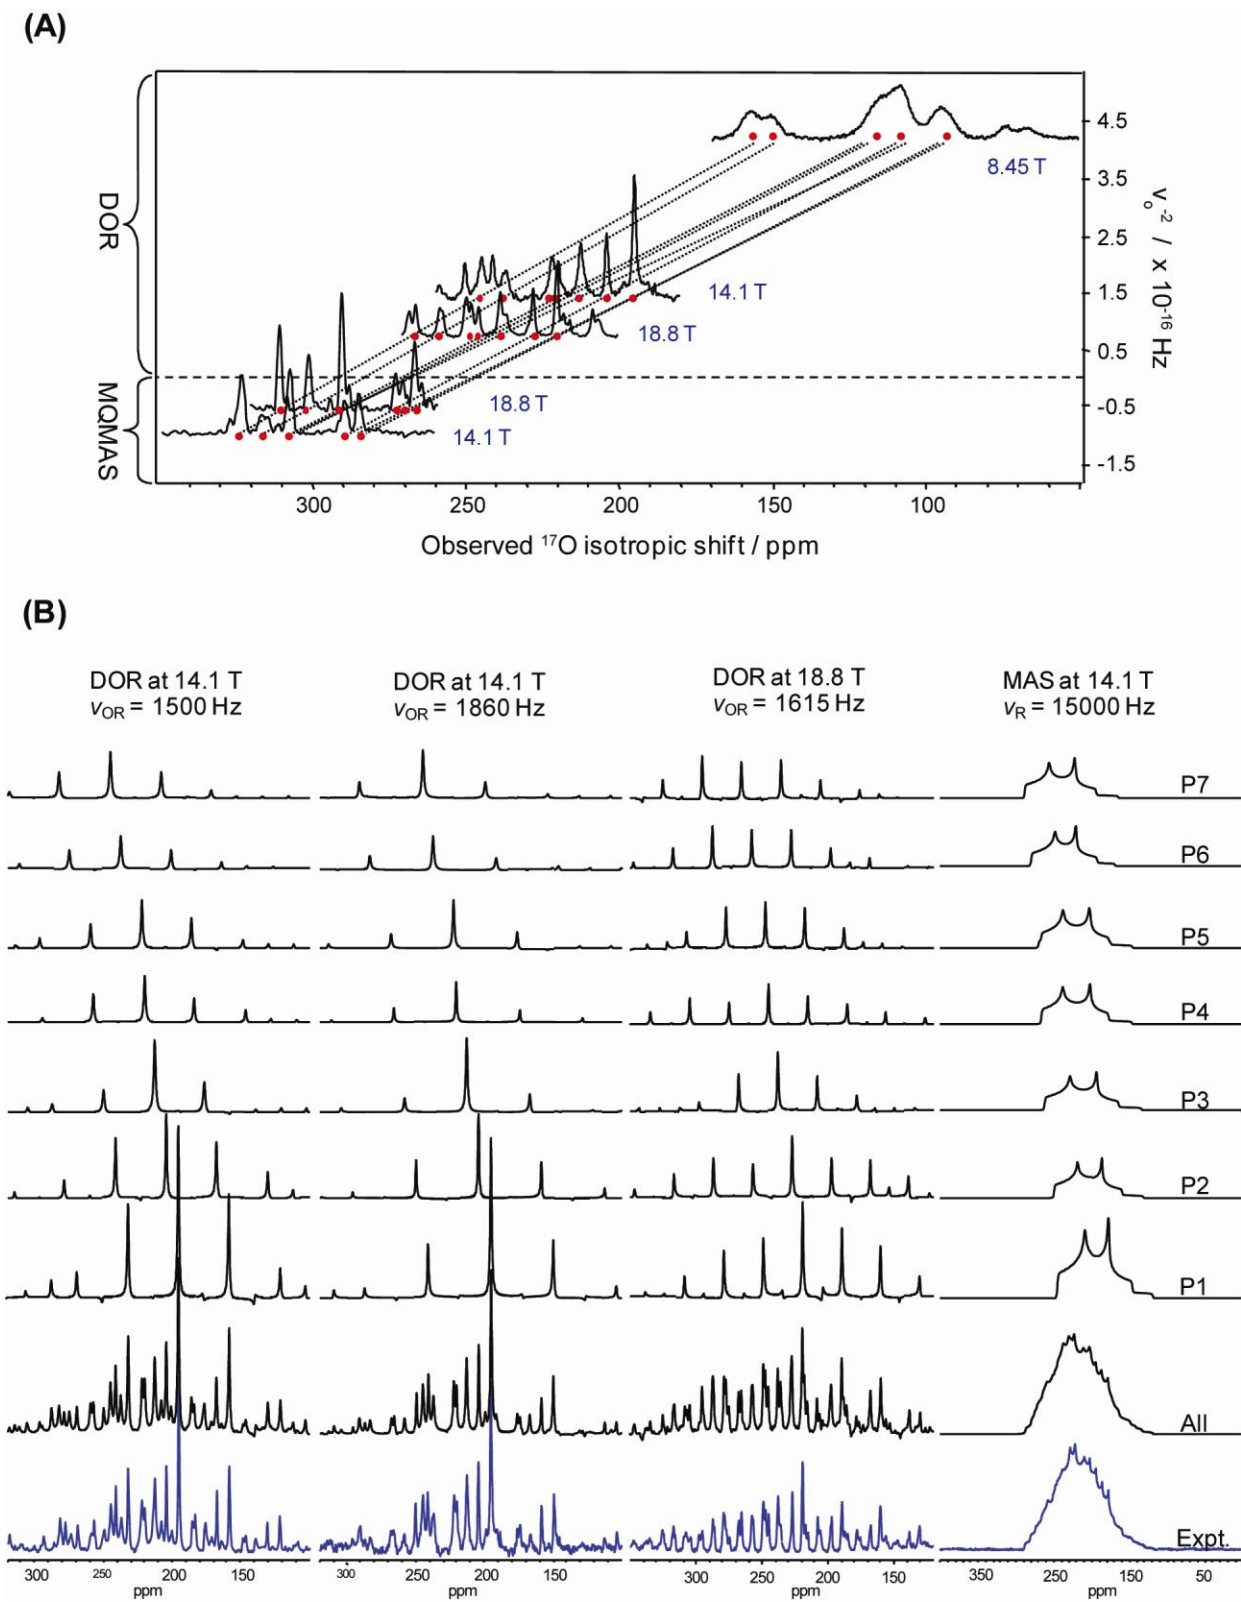 (A)
DOR
MQMAS
4.5
3.5
2.5
1.5
0.5
-0.5
-1.5
νo-2 / x 10-16 Hz
8.45 T
14.1 T
18.8 T
18.8 T
14.1 T
300 250 200 150 100
Observed 17O isotropic shift / ppm
(B)
DOR at 14.1 T
νOR = 1500 Hz
DOR at 14.1 T
νOR = 1860 Hz
DOR at 18.8 T
νOR = 1615 Hz
MAS at 14.1 T
νR = 15000 Hz
P7
P6
P5
P4
P3
P2
P1
All
Expt.
300 250 200 150
ppm
300 250 200 150
ppm
300 250 200 150
ppm
350 250 150 50
ppm